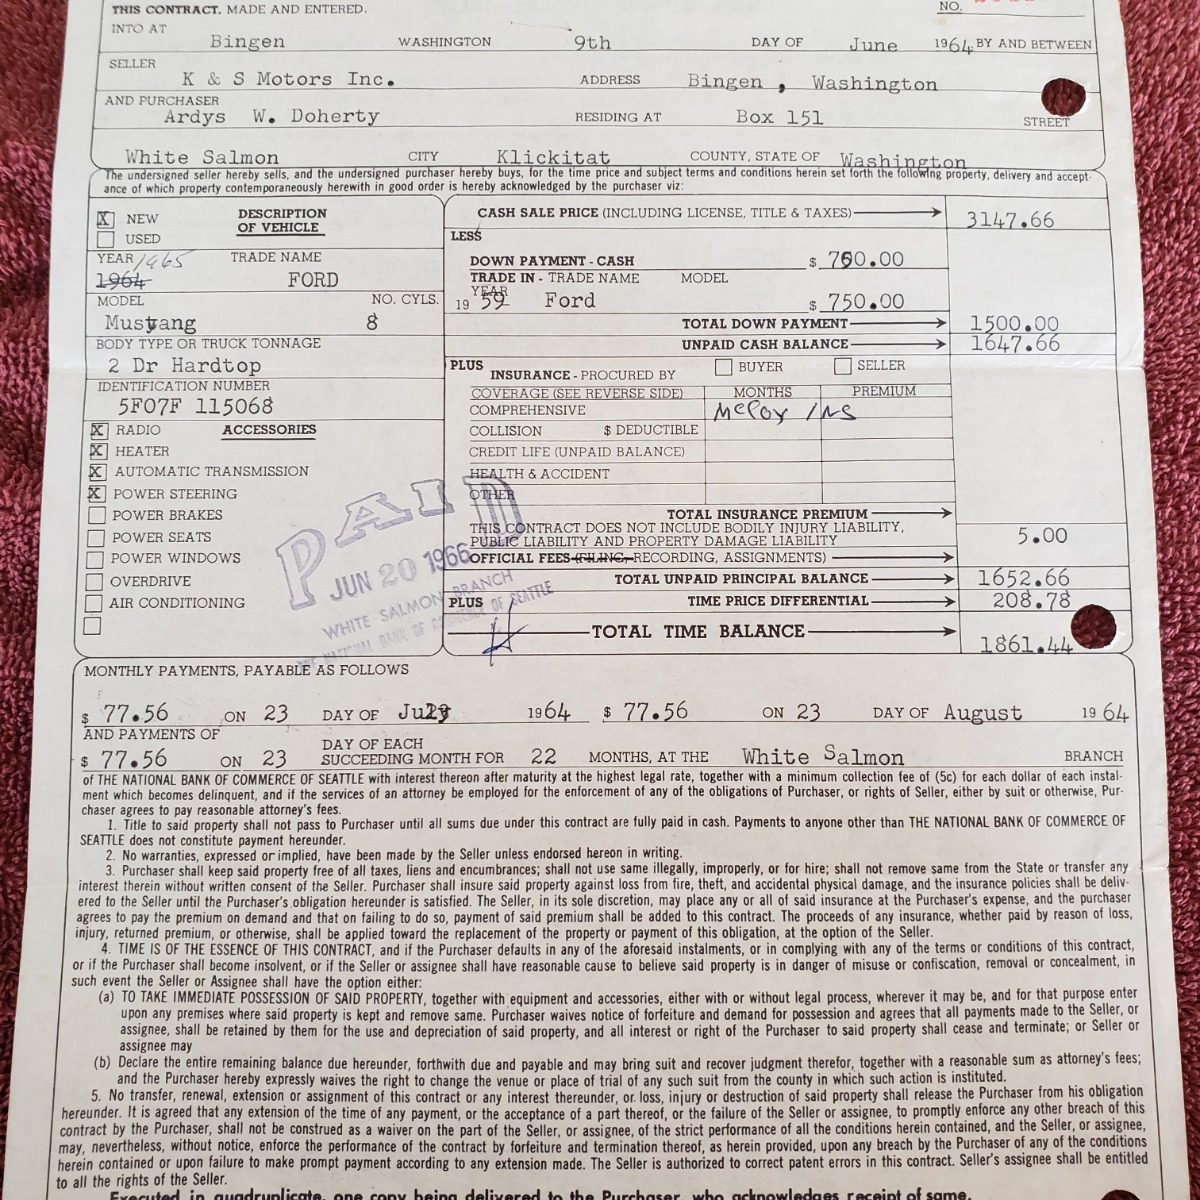 THIS CONTRACT, MADE AND ENTERED. NO.
INTO AT Bingen WASHINGTON 9th DAY OF June 1964 BY AND BETWEEN
SELLER K & S Motors Inc. ADDRESS Bingen , Washington
AND PURCHASER Ardys W. Doherty RESIDING AT Box 151 STREET
White Salmon CITY Klickitat COUNTY, STATE OF Washington
The undersigned seller hereby sells, and the undersigned purchaser hereby buys, for the time price and subject terms and conditions herein set forth the following property, delivery and accept-
ance of which property contemporaneously herewith in good order is hereby acknowledged by the purchaser viz:
X NEW DESCRIPTION
USED OF VEHICLE
YEAR 1965 TRADE NAME
1964 FORD
MODEL NO. CYLS.
Mustang 8
BODY TYPE OR TRUCK TONNAGE
2 Dr Hardtop
IDENTIFICATION NUMBER
5F07F 115068
X RADIO ACCESSORIES
X HEATER
X AUTOMATIC TRANSMISSION
X POWER STEERING
POWER BRAKES
POWER SEATS
POWER WINDOWS
OVERDRIVE
AIR CONDITIONING
CASH SALE PRICE (INCLUDING LICENSE, TITLE & TAXES) 3147.66
LESS
DOWN PAYMENT - CASH $ 750.00
TRADE IN - TRADE NAME MODEL
YEAR
19 59 Ford $ 750.00
TOTAL DOWN PAYMENT 1500.00
UNPAID CASH BALANCE 1647.66
PLUS INSURANCE - PROCURED BY BUYER SELLER
COVERAGE (SEE REVERSE SIDE) MONTHS PREMIUM
COMPREHENSIVE McCoy Ins
COLLISION $ DEDUCTIBLE
CREDIT LIFE (UNPAID BALANCE)
HEALTH & ACCIDENT
OTHER
TOTAL INSURANCE PREMIUM
THIS CONTRACT DOES NOT INCLUDE BODILY INJURY LIABILITY,
PUBLIC LIABILITY AND PROPERTY DAMAGE LIABILITY 5.00
OFFICIAL FEES (FILING, RECORDING, ASSIGNMENTS)
TOTAL UNPAID PRINCIPAL BALANCE 1652.66
PLUS TIME PRICE DIFFERENTIAL 208.78
TOTAL TIME BALANCE 1861.44
PAID
JUN 20 1966
WHITE SALMON BRANCH
THE NATIONAL BANK OF COMMERCE OF SEATTLE
MONTHLY PAYMENTS, PAYABLE AS FOLLOWS
$ 77.56 ON 23 DAY OF July 1964 $ 77.56 ON 23 DAY OF August 1964
AND PAYMENTS OF
$ 77.56 ON 23 DAY OF EACH SUCCEEDING MONTH FOR 22 MONTHS, AT THE White Salmon BRANCH
of THE NATIONAL BANK OF COMMERCE OF SEATTLE with interest thereon after maturity at the highest legal rate, together with a minimum collection fee of (5c) for each dollar of each instal-
ment which becomes delinquent, and if the services of an attorney be employed for the enforcement of any of the obligations of Purchaser, or rights of Seller, either by suit or otherwise, Pur-
chaser agrees to pay reasonable attorney's fees.
1. Title to said property shall not pass to Purchaser until all sums due under this contract are fully paid in cash. Payments to anyone other than THE NATIONAL BANK OF COMMERCE OF
SEATTLE does not constitute payment hereunder.
2. No warranties, expressed or implied, have been made by the Seller unless endorsed hereon in writing.
3. Purchaser shall keep said property free of all taxes, liens and encumbrances; shall not use same illegally, improperly, or for hire; shall not remove same from the State or transfer any
interest therein without written consent of the Seller. Purchaser shall insure said property against loss from fire, theft, and accidental physical damage, and the insurance policies shall be deliv-
ered to the Seller until the Purchaser's obligation hereunder is satisfied. The Seller, in its sole discretion, may place any or all of said insurance at the Purchaser's expense, and the purchaser
agrees to pay the premium on demand and that on failing to do so, payment of said premium shall be added to this contract. The proceeds of any insurance, whether paid by reason of loss,
injury, returned premium, or otherwise, shall be applied toward the replacement of the property or payment of this obligation, at the option of the Seller.
4. TIME IS OF THE ESSENCE OF THIS CONTRACT, and if the Purchaser defaults in any of the aforesaid instalments, or in complying with any of the terms or conditions of this contract,
or if the Purchaser shall become insolvent, or if the Seller or assignee shall have reasonable cause to believe said property is in danger of misuse or confiscation, removal or concealment, in
such event the Seller or Assignee shall have the option either:
(a) TO TAKE IMMEDIATE POSSESSION OF SAID PROPERTY, together with equipment and accessories, either with or without legal process, wherever it may be, and for that purpose enter
upon any premises where said property is kept and remove same. Purchaser waives notice of forfeiture and demand for possession and agrees that all payments made to the Seller, or
assignee, shall be retained by them for the use and depreciation of said property, and all interest or right of the Purchaser to said property shall cease and terminate; or Seller or
assignee may
(b) Declare the entire remaining balance due hereunder, forthwith due and payable and may bring suit and recover judgment therefor, together with a reasonable sum as attorney's fees;
and the Purchaser hereby expressly waives the right to change the venue or place of trial of any such suit from the county in which such action is instituted.
5. No transfer, renewal, extension or assignment of this contract or any interest thereunder, or loss, injury or destruction of said property shall release the Purchaser from his obligation
hereunder. It is agreed that any extension of the time of any payment, or the acceptance of a part thereof, or the failure of the Seller or assignee, to promptly enforce any other breach of this
contract by the Purchaser, shall not be construed as a waiver on the part of the Seller, or assignee, of the strict performance of all the conditions herein contained, and the Seller, or assignee,
may, nevertheless, without notice, enforce the performance of the contract by forfeiture and termination thereof, as herein provided, upon any breach by the Purchaser of any of the conditions
herein contained or upon failure to make prompt payment according to any extension made. The Seller is authorized to correct patent errors in this contract. Seller's assignee shall be entitled
to all the rights of the Seller.
Executed in quadruplicate, one copy being delivered to the Purchaser, who acknowledges receipt of same.